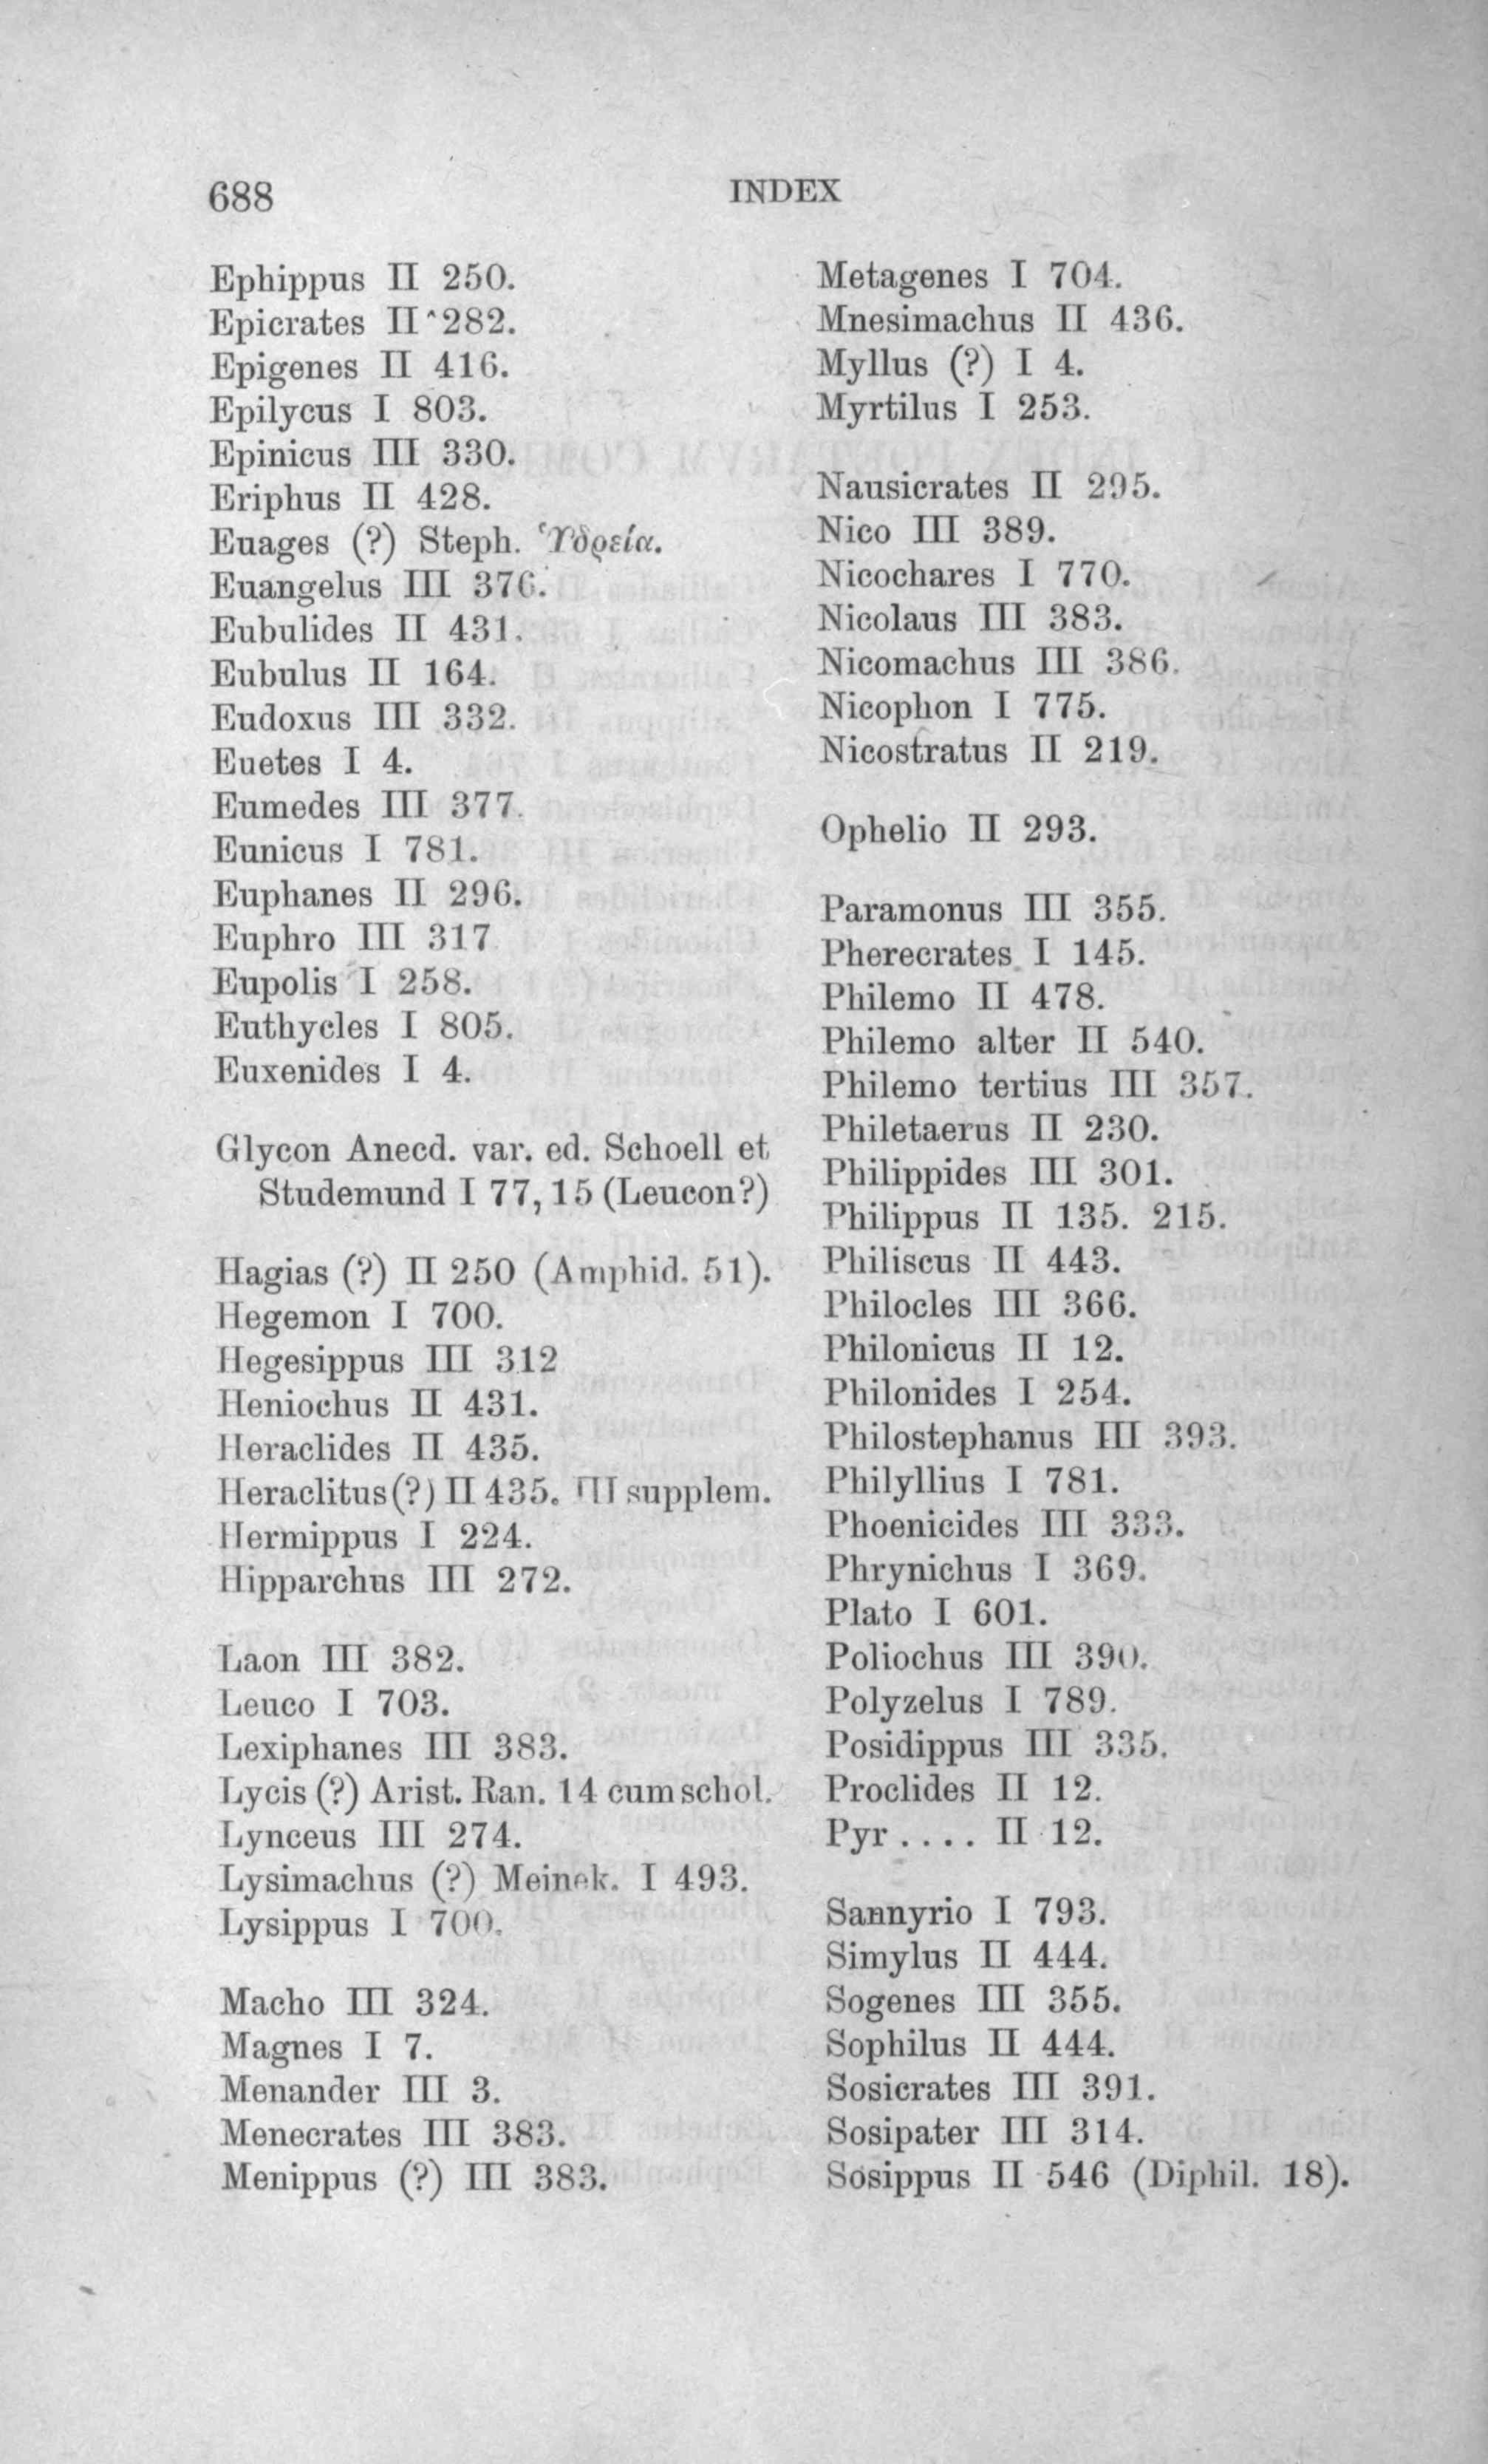 688
INDEX
Ephippus II 250.
Epicrates II 282.
Epigenes II 416.
Epilycus I 803.
Epinicus III 330.
Eriphus II 428.
Euages (?) Steph. Ὑδρεία.
Euangelus III 376.
Eubulides II 431.
Eubulus II 164.
Eudoxus III 332.
Euetes I 4.
Eumedes III 377.
Eunicus I 781.
Euphanes II 296.
Euphro III 317
Eupolis I 258.
Euthycles I 805.
Euxenides I 4.
Glycon Anecd. var. ed. Schoell et
Studemund I 77, 15 (Leucon?)
Hagias (?) II 250 (Amphid. 51).
Hegemon I 700.
Hegesippus III 312
Heniochus II 431.
Heraclides II 435.
Heraclitus (?) II 435. III supplem.
Hermippus I 224.
Hipparchus III 272.
Laon III 382.
Leuco I 703.
Lexiphanes III 383.
Lycis (?) Arist. Ran. 14 cum schol.
Lynceus III 274.
Lysimachus (?) Meinek. I 493.
Lysippus I 700.
Macho III 324.
Magnes I 7.
Menander III 3.
Menecrates III 383.
Menippus (?) III 383.
Metagenes I 704.
Mnesimachus II 436.
Myllus (?) I 4.
Myrtilus I 253.
Nausicrates II 295.
Nico III 389.
Nicochares I 770.
Nicolaus III 383.
Nicomachus III 386.
Nicophon I 775.
Nicostratus II 219.
Ophelio II 293.
Paramonus III 355.
Pherecrates I 145.
Philemo II 478.
Philemo alter II 540.
Philemo tertius III 357.
Philetaerus II 230.
Philippides III 301.
Philippus II 135. 215.
Philiscus II 443.
Philocles III 366.
Philonicus II 12.
Philonides I 254.
Philostephanus III 393.
Philyllius I 781.
Phoenicides III 333.
Phrynichus I 369.
Plato I 601.
Poliochus III 390.
Polyzelus I 789.
Posidippus III 335.
Proclides II 12.
Pyr . . . . II 12.
Sannyrio I 793.
Simylus II 444.
Sogenes III 355.
Sophilus II 444.
Sosicrates III 391.
Sosipater III 314.
Sosippus II 546 (Diphil. 18).